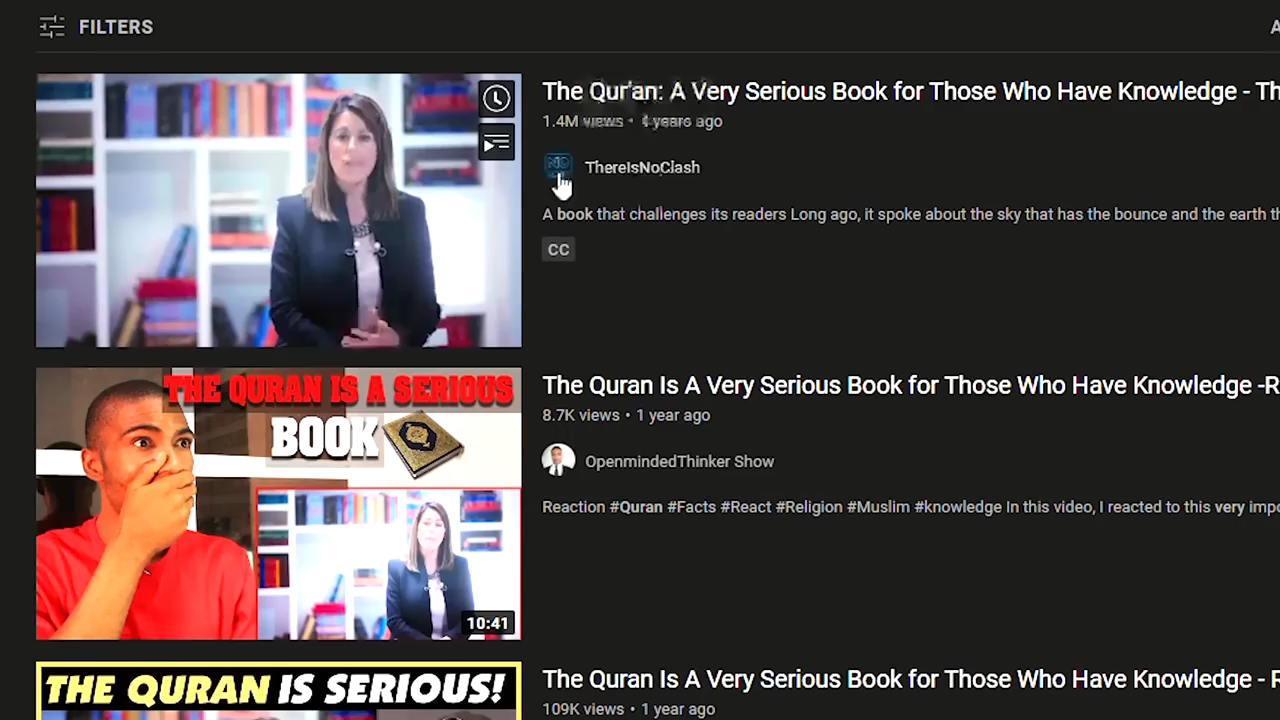 FILTERS
The Qur'an: A Very Serious Book for Those Who Have Knowledge - Th
1.4M views • 4 years ago
ThereIsNoClash
A book that challenges its readers Long ago, it spoke about the sky that has the bounce and the earth th
CC
THE QURAN IS A SERIOUS
BOOK
10:41
The Quran Is A Very Serious Book for Those Who Have Knowledge -R
8.7K views • 1 year ago
OpenmindedThinker Show
Reaction #Quran #Facts #React #Religion #Muslim #knowledge In this video, I reacted to this very impo
THE QURAN IS SERIOUS!
The Quran Is A Very Serious Book for Those Who Have Knowledge - R
109K views • 1 year ago